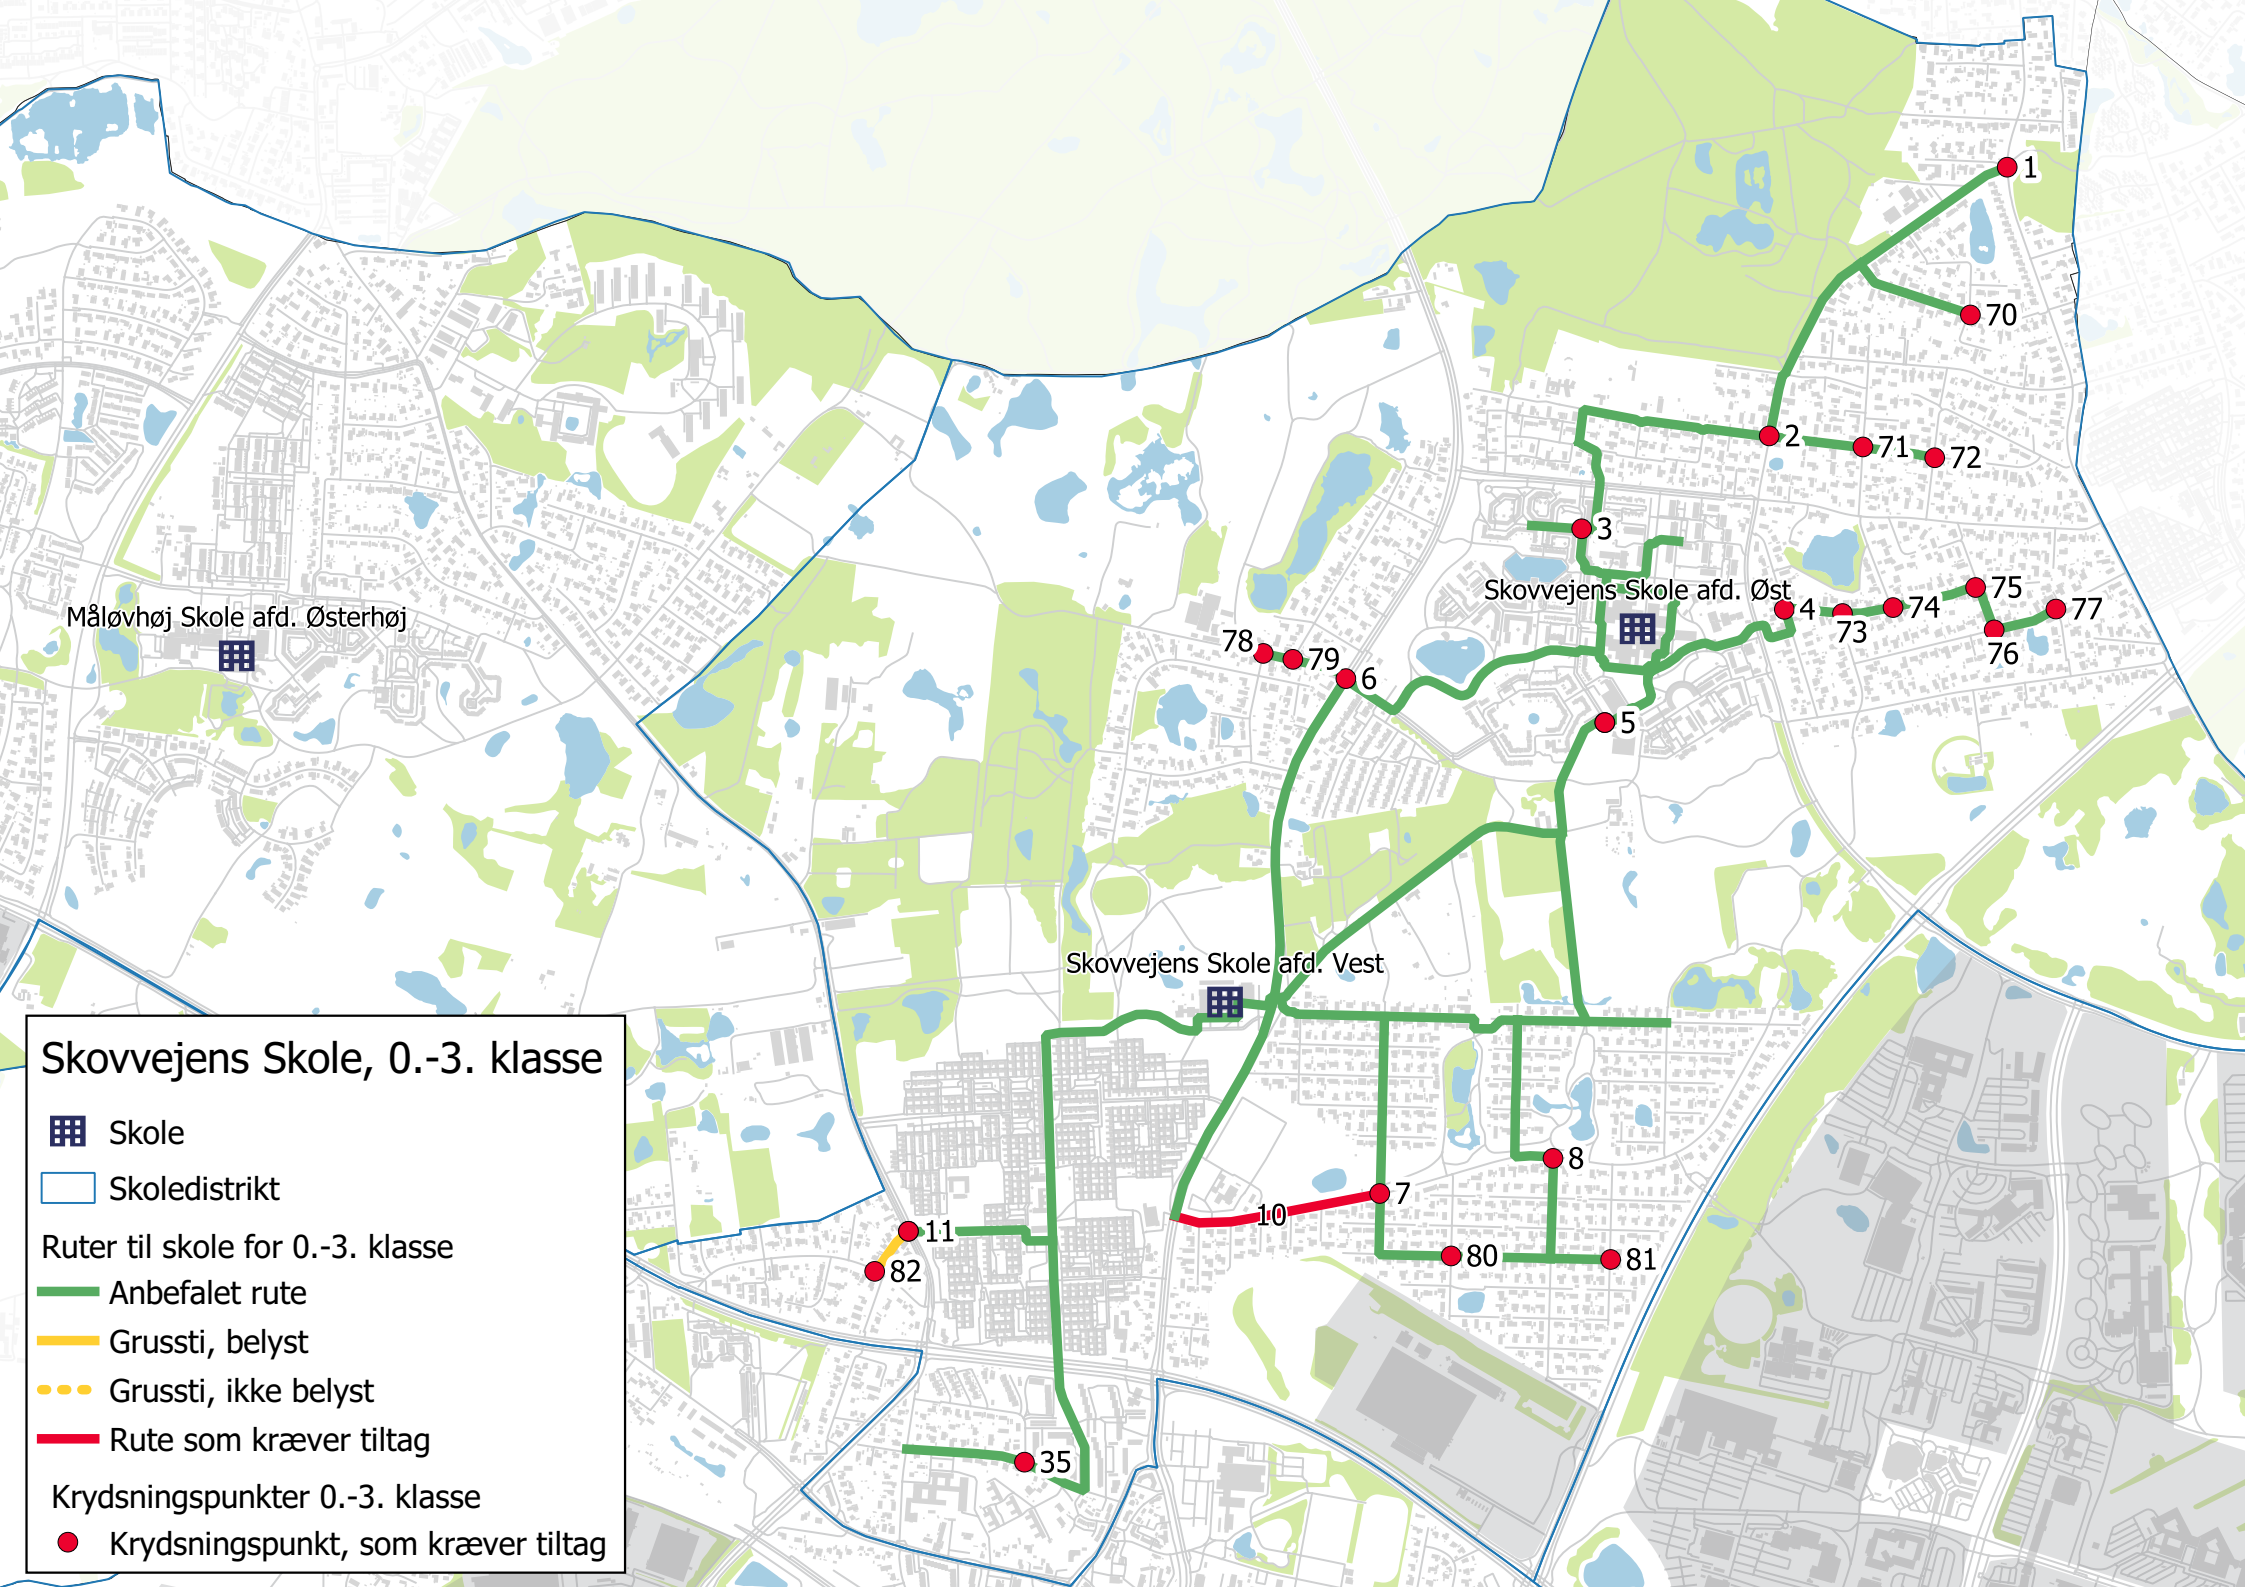 1
70
2
71
72
3
Skovvejens Skole afd. Øst
4
73
74
75
76
77
Måløvhøj Skole afd. Østerhøj
78
79
6
5
Skovvejens Skole afd. Vest
8
7
10
11
82
80
81
35
Skovvejens Skole, 0.-3. klasse
Skole
Skoledistrikt
Ruter til skole for 0.-3. klasse
Anbefalet rute
Grussti, belyst
Grussti, ikke belyst
Rute som kræver tiltag
Krydsningspunkter 0.-3. klasse
Krydsningspunkt, som kræver tiltag